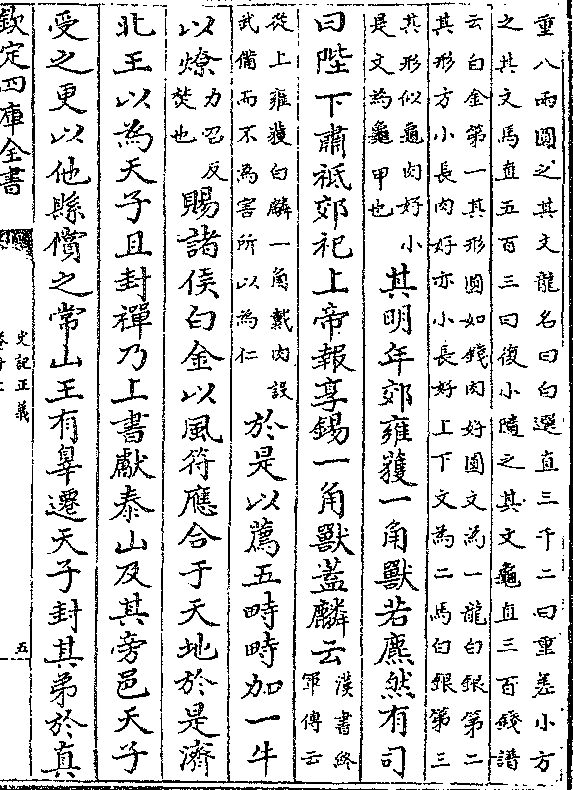 重八兩圓之其文龍名曰白選直三千二曰重差小方
之其文馬直五百三曰復小隋之其文龜直三百錢譜
云白金第一其形圓如錢肉好圓文為一龍白銀第二
其形方小長肉好亦小長好上下文為二馬白銀第三
其形似龜肉好小
是文為龜甲也
其明年郊雍獲一角獸若麃然有司
曰陛下肅祗郊祀上帝報享錫一角獸蓋麟云
漢書終
軍傳云
從上雍獲白麟一角戴肉設
武備而不為害所以為仁
於是以薦五畤畤加一牛
以燎
力召反
焚也
賜諸侯白金以風符應合于天地於是濟
北王以為天子且封禪乃上書獻泰山及其旁邑天子
受之更以他縣償之常山王有辠遷天子封其弟於真
欽定四庫全書
史記正義
五